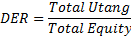 DER = Total Utang / Total Equity